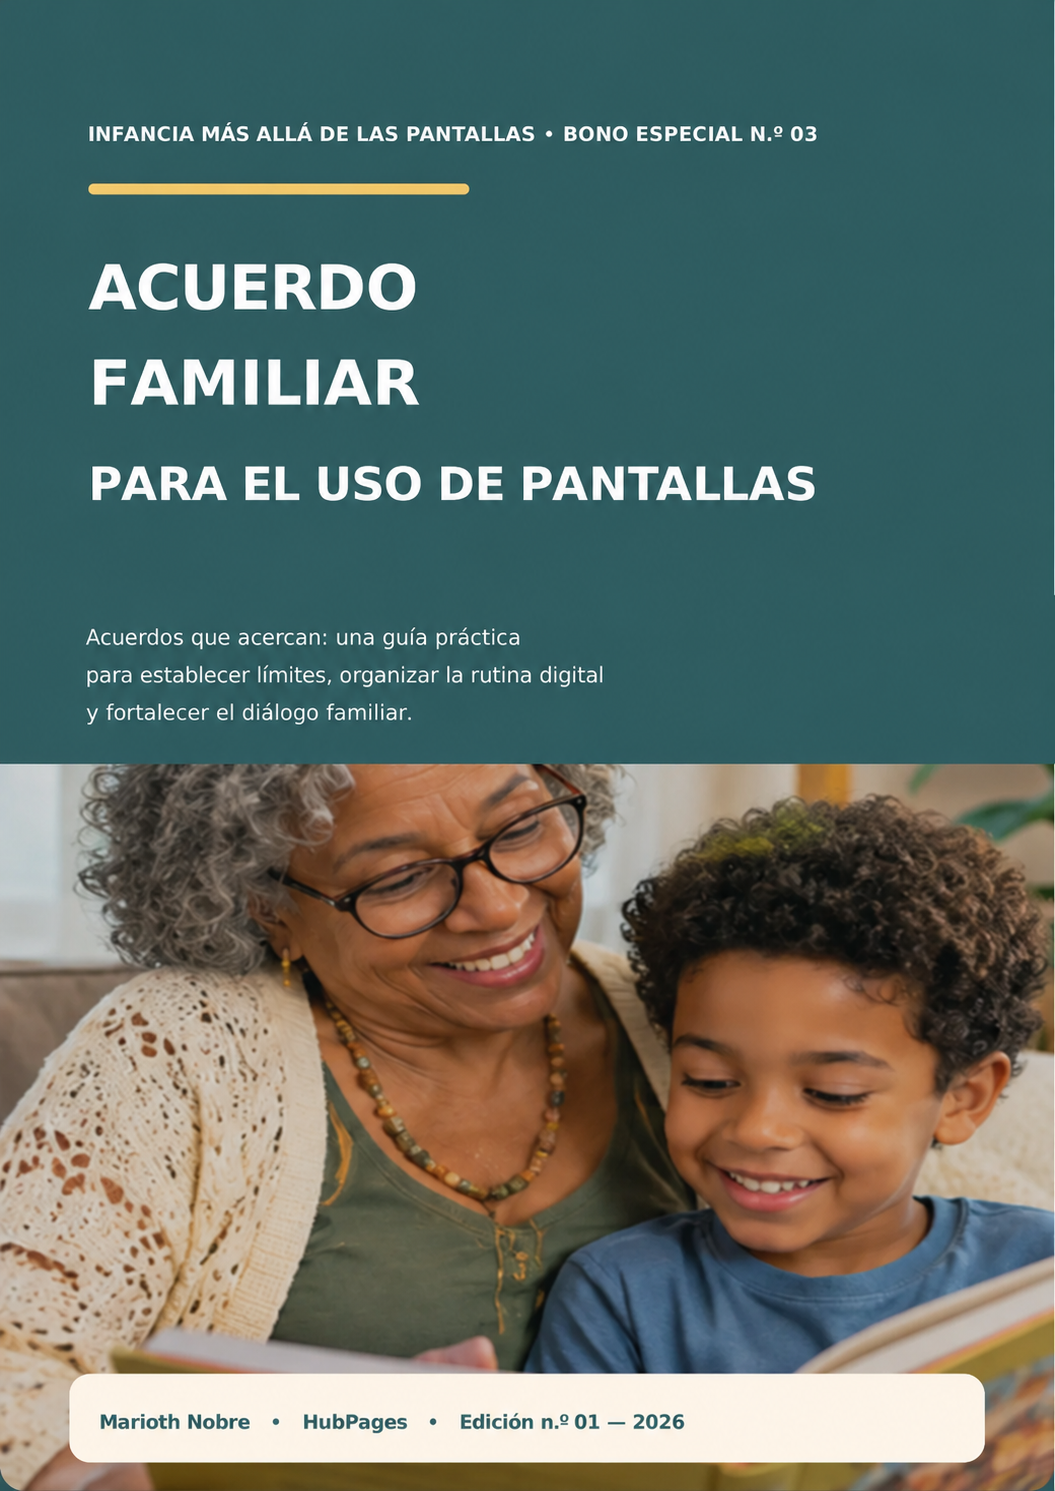 INFANCIA MÁS ALLÁ DE LAS PANTALLAS • BONO ESPECIAL N.º 03
ACUERDO
FAMILIAR
PARA EL USO DE PANTALLAS
Acuerdos que acercan: una guía práctica
para establecer límites, organizar la rutina digital
y fortalecer el diálogo familiar.
Marioth Nobre • HubPages • Edición n.º 01 — 2026